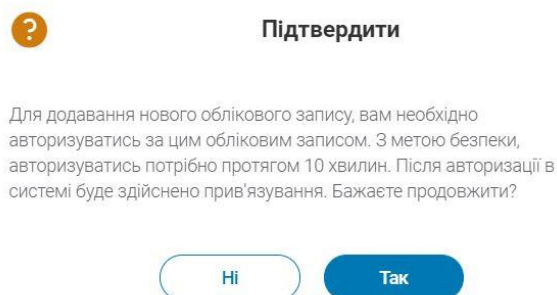 ?
Підтвердити
Для додавання нового облікового запису, вам необхідно
авторизуватись за цим обліковим записом. З метою безпеки,
авторизуватись потрібно протягом 10 хвилин. Після авторизації в
системі буде здійснено прив'язування. Бажаєте продовжити?
Ні
Так